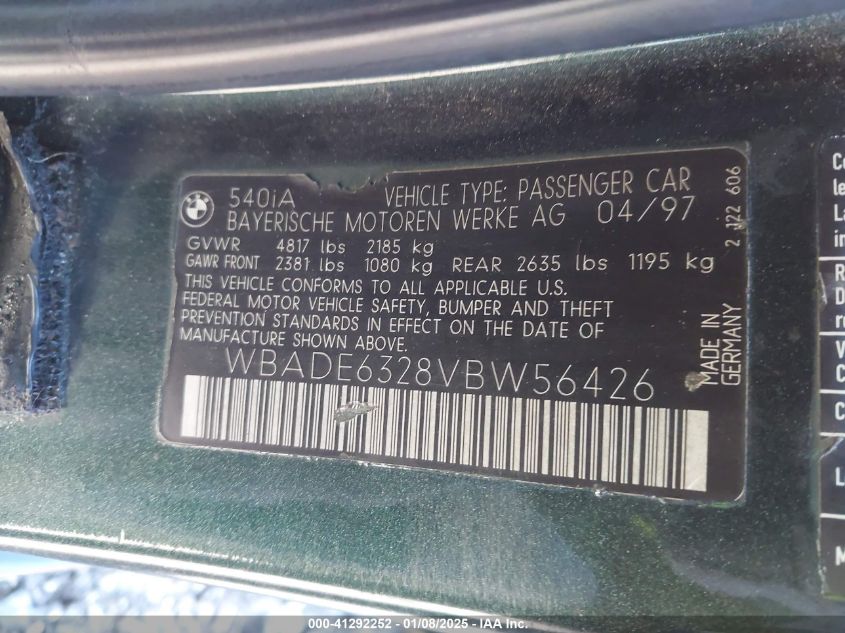 BMW
540iA VEHICLE TYPE: PASSENGER CAR
BAYERISCHE MOTOREN WERKE AG 04/97
GVWR 4817 lbs 2185 kg
GAWR FRONT 2381 lbs 1080 kg REAR 2635 lbs 1195 kg
THIS VEHICLE CONFORMS TO ALL APPLICABLE U.S.
FEDERAL MOTOR VEHICLE SAFETY, BUMPER AND THEFT
PREVENTION STANDARDS IN EFFECT ON THE DATE OF
MANUFACTURE SHOWN ABOVE.
WBADE6328VBW56426
MADE IN
GERMANY
2 122 606
000-41292252 - 01/08/2025 - IAA, Inc.